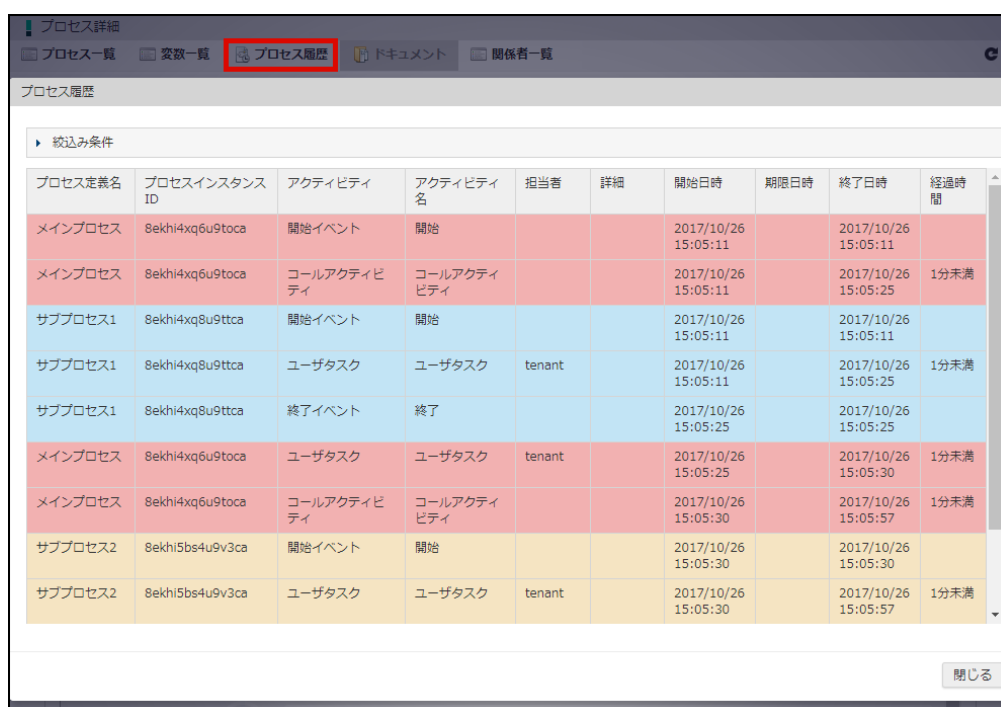 プロセス詳細
プロセス一覧 変数一覧 プロセス履歴 ドキュメント 関係者一覧
プロセス履歴
絞込み条件
プロセス定義名 プロセスインスタンス アクティビティ アクティビティ 担当者 詳細 開始日時 期限日時 終了日時 経過時
ID 名 間
メインプロセス 8ekhi4xq6u9toca 開始イベント 開始 2017/10/26 2017/10/26
15:05:11 15:05:11
メインプロセス 8ekhi4xq6u9toca コールアクティビ コールアクティ 2017/10/26 2017/10/26 1分未満
ティ ビティ 15:05:11 15:05:25
サブプロセス1 8ekhi4xq8u9ttca 開始イベント 開始 2017/10/26 2017/10/26
15:05:11 15:05:11
サブプロセス1 8ekhi4xq8u9ttca ユーザタスク ユーザタスク tenant 2017/10/26 2017/10/26 1分未満
15:05:11 15:05:25
サブプロセス1 8ekhi4xq8u9ttca 終了イベント 終了 2017/10/26 2017/10/26
15:05:25 15:05:25
メインプロセス 8ekhi4xq6u9toca ユーザタスク ユーザタスク tenant 2017/10/26 2017/10/26 1分未満
15:05:25 15:05:30
メインプロセス 8ekhi4xq6u9toca コールアクティビ コールアクティ 2017/10/26 2017/10/26 1分未満
ティ ビティ 15:05:30 15:05:57
サブプロセス2 8ekhi5bs4u9v3ca 開始イベント 開始 2017/10/26 2017/10/26
15:05:30 15:05:30
サブプロセス2 8ekhi5bs4u9v3ca ユーザタスク ユーザタスク tenant 2017/10/26 2017/10/26 1分未満
15:05:30 15:05:57
閉じる